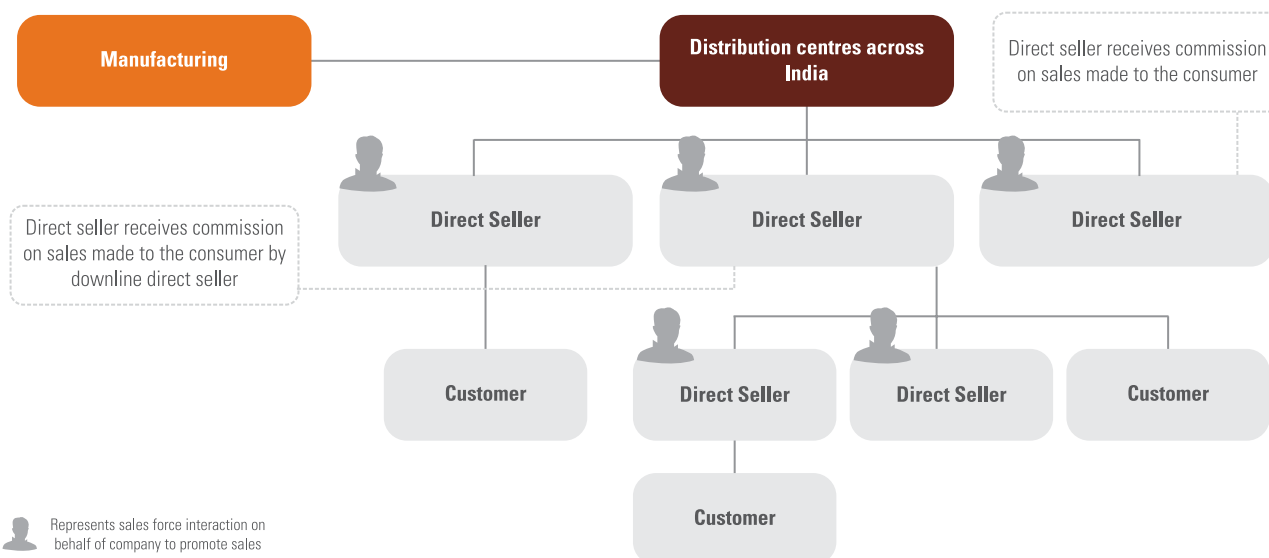 Manufacturing
Distribution centres across
India
Direct seller receives commission
on sales made to the consumer
Direct seller receives commission
on sales made to the consumer by
downline direct seller
Direct Seller
Direct Seller
Direct Seller
Customer
Direct Seller
Direct Seller
Customer
Customer
Represents sales force interaction on
behalf of company to promote sales